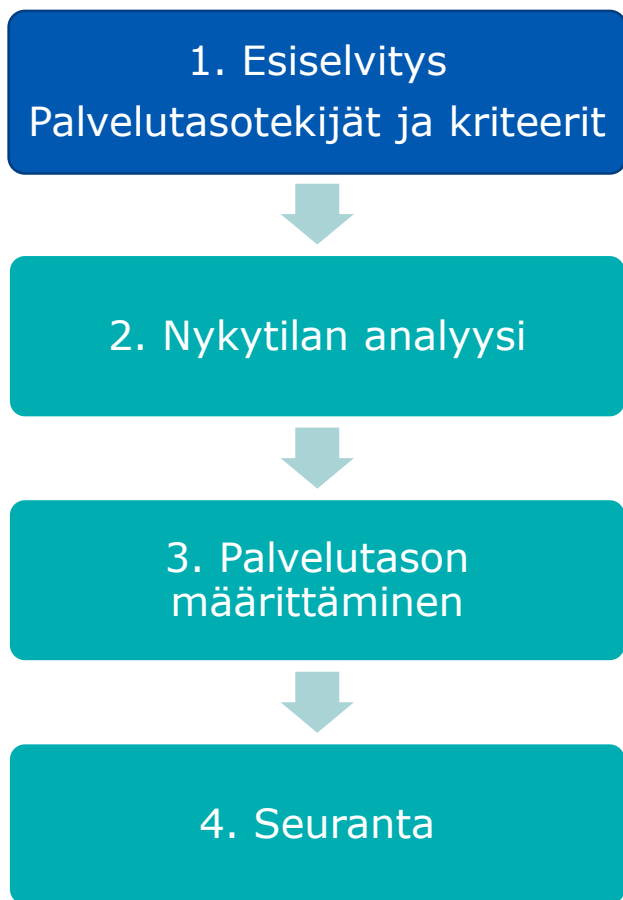 1. Esiselvitys
Palvelutasotekijät ja kriteerit
2. Nykytilan analyysi
3. Palvelutason
määrittäminen
4. Seuranta